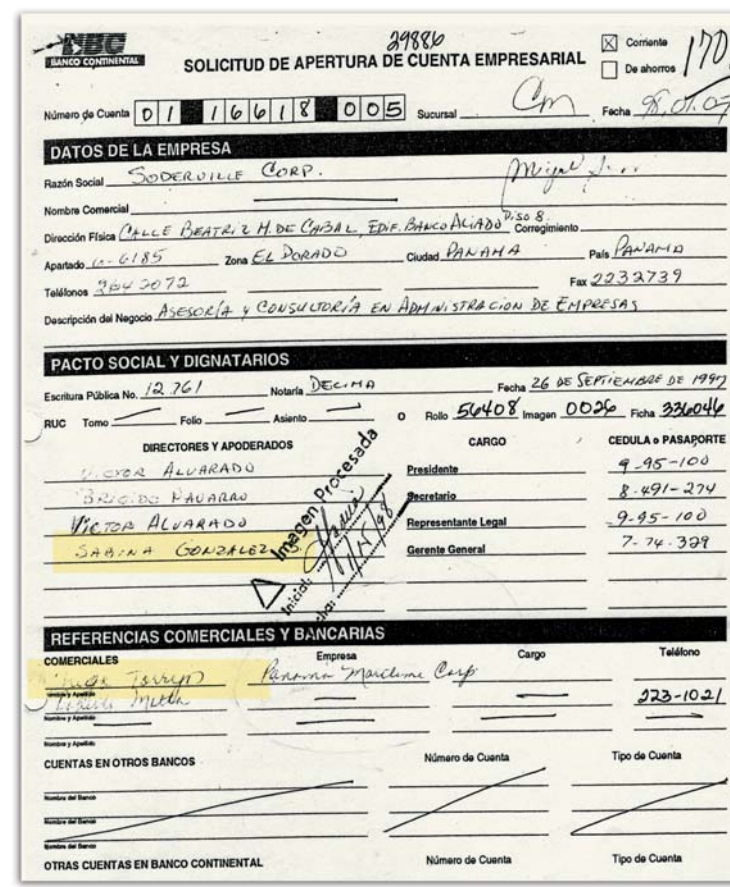 29886
BANCO CONTINENTAL
SOLICITUD DE APERTURA DE CUENTA EMPRESARIAL
☒ Corriente
☐ De ahorros
170
Número de Cuenta 01 16618 005 Sucursal Cm Fecha 98.01.07
DATOS DE LA EMPRESA
Razón Social SODERVILLE CORP. Miguel
Nombre Comercial
Dirección Física CALLE BEATRIZ M. DE CABAL, EDIF. BANCO ALIADO Piso 8. Corregimiento
Apartado 6-6185 Zona EL DORADO Ciudad PANAMA País PANAMA
Teléfonos 264 2072 Fax 2232739
Descripción del Negocio ASESORÍA Y CONSULTORÍA EN ADMINISTRACION DE EMPRESAS
PACTO SOCIAL Y DIGNATARIOS
Escritura Pública No. 12.761 Notaría DECIMA Fecha 26 DE SEPTIEMBRE DE 1997
RUC Tomo Folio Asiento O Rollo 56408 Imagen 0026 Ficha 336046
DIRECTORES Y APODERADOS CARGO CEDULA o PASAPORTE
VICTOR ALVARADO Presidente 9-95-100
BRIGIDO NAVARRO Secretario 8-491-274
VICTOR ALVARADO Representante Legal 9-95-100
SABINA GONZALEZ S. Gerente General 7-74-329
Imagen Procesada
Inicial:
REFERENCIAS COMERCIALES Y BANCARIAS
COMERCIALES Empresa Cargo Teléfono
Torrijos Panama Maritime Corp
Nombre y Apellido
Motta 223-1021
Nombre y Apellido
Nombre y Apellido
CUENTAS EN OTROS BANCOS Número de Cuenta Tipo de Cuenta
Nombre del Banco
Nombre del Banco
Nombre del Banco
OTRAS CUENTAS EN BANCO CONTINENTAL Número de Cuenta Tipo de Cuenta